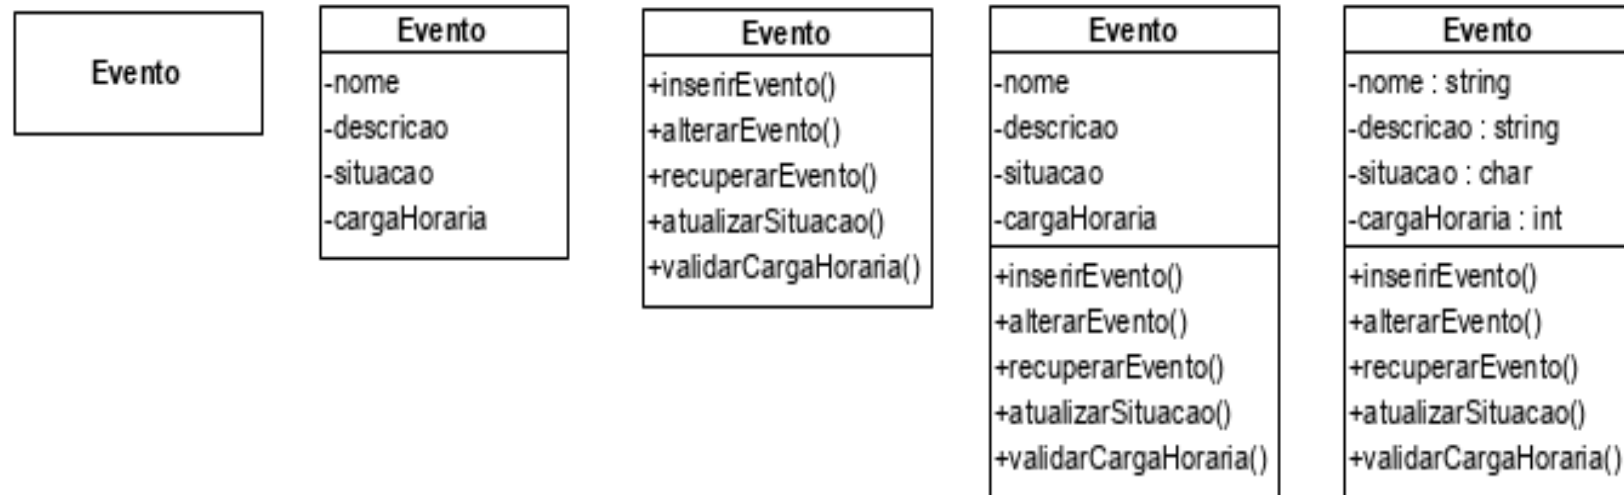 Evento
Evento
-nome
-descricao
-situacao
-cargaHoraria
Evento
+inserirEvento()
+alterarEvento()
+recuperarEvento()
+atualizarSituacao()
+validarCargaHoraria()
Evento
-nome
-descricao
-situacao
-cargaHoraria
+inserirEvento()
+alterarEvento()
+recuperarEvento()
+atualizarSituacao()
+validarCargaHoraria()
Evento
-nome : string
-descricao : string
-situacao : char
-cargaHoraria : int
+inserirEvento()
+alterarEvento()
+recuperarEvento()
+atualizarSituacao()
+validarCargaHoraria()